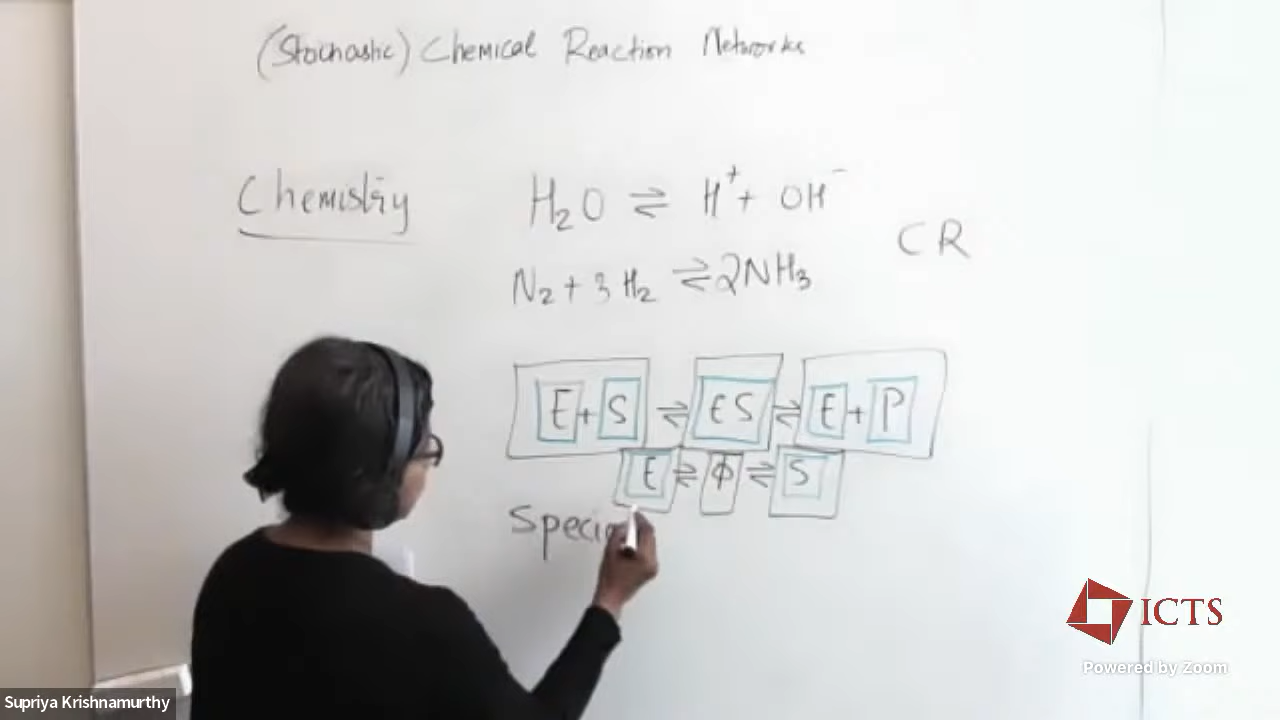 (Stochastic) Chemical Reaction Networks
Chemistry
H₂O ⇌ H⁺ + OH⁻
CR
N₂ + 3H₂ ⇌ 2NH₃
E + S ⇌ ES ⇌ E + P
E ⇌ Φ ⇌ S
Speci
ICTS
Powered by Zoom
Supriya Krishnamurthy